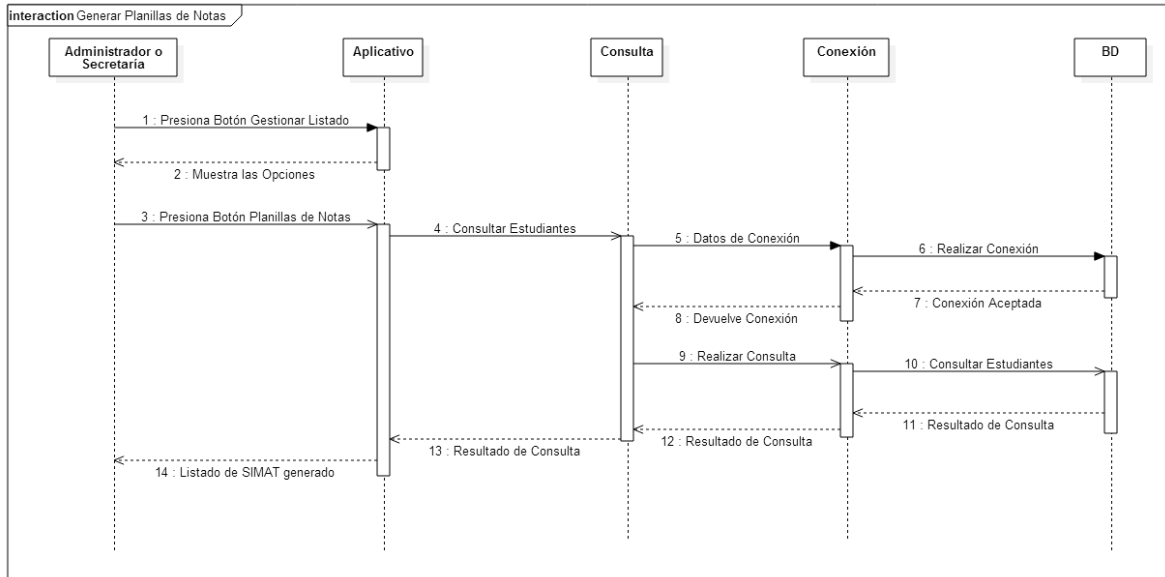 interaction Generar Planillas de Notas
Administrador o
Secretaría
Aplicativo
Consulta
Conexión
BD
1 : Presiona Botón Gestionar Listado
2 : Muestra las Opciones
3 : Presiona Botón Planillas de Notas
4 : Consultar Estudiantes
5 : Datos de Conexión
6 : Realizar Conexión
7 : Conexión Aceptada
8 : Devuelve Conexión
9 : Realizar Consulta
10 : Consultar Estudiantes
11 : Resultado de Consulta
12 : Resultado de Consulta
13 : Resultado de Consulta
14 : Listado de SIMAT generado